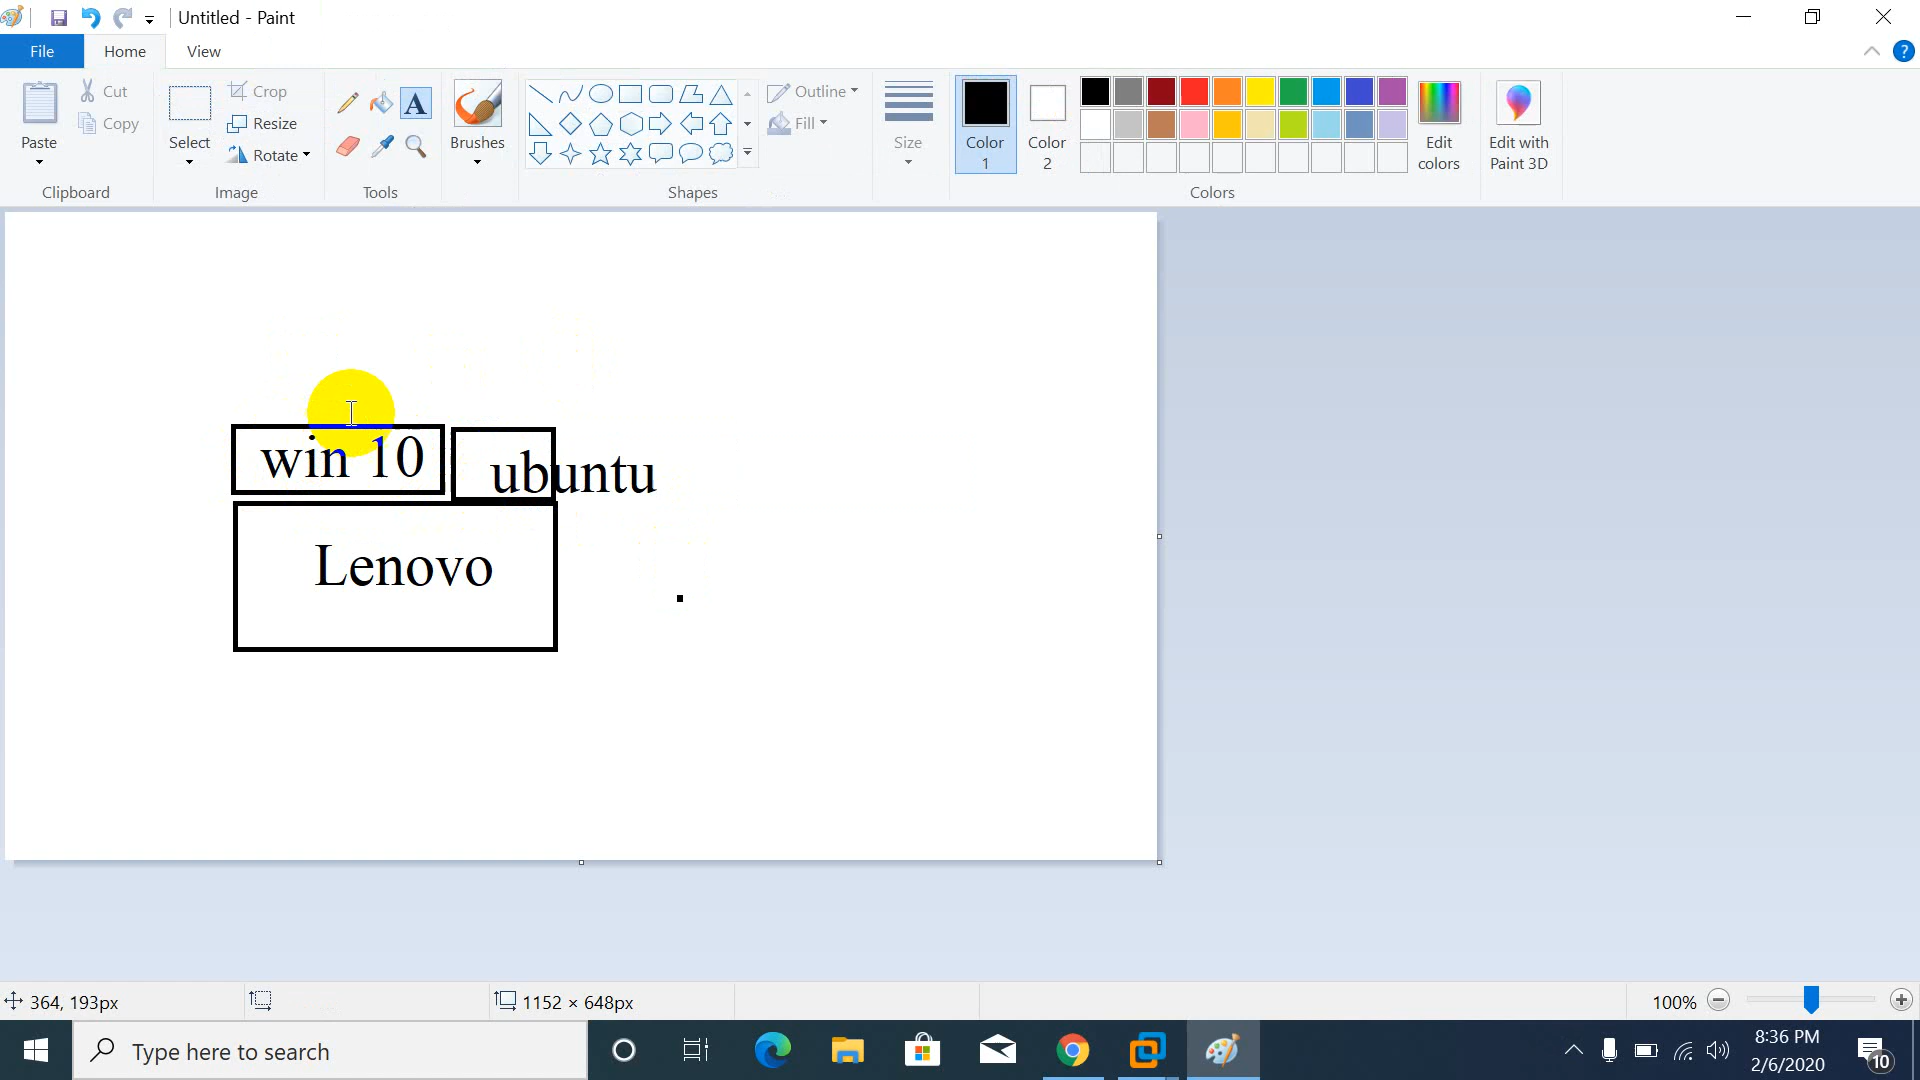 Untitled - Paint
File Home View
Paste
Cut
Copy
Clipboard
Select
Crop
Resize
Rotate
Image
A
Tools
Brushes
Shapes
Outline
Fill
Size
Color 1
Color 2
Colors
Edit colors
Edit with Paint 3D
?
win 10
ubuntu
Lenovo
364, 193px
1152 × 648px
100%
Type here to search
8:36 PM
2/6/2020
10